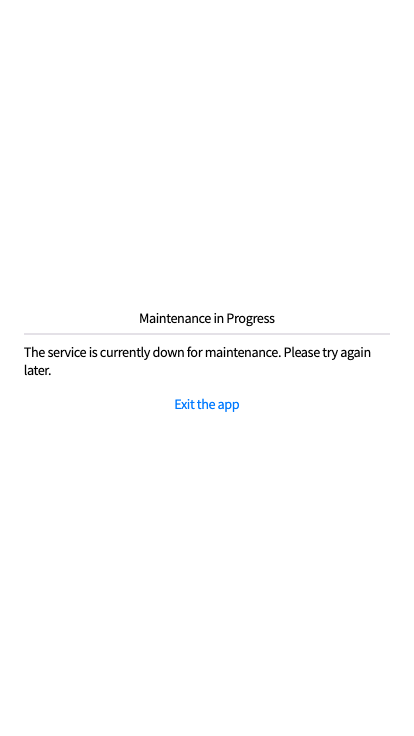 Maintenance in Progress
The service is currently down for maintenance. Please try again
later.
Exit the app